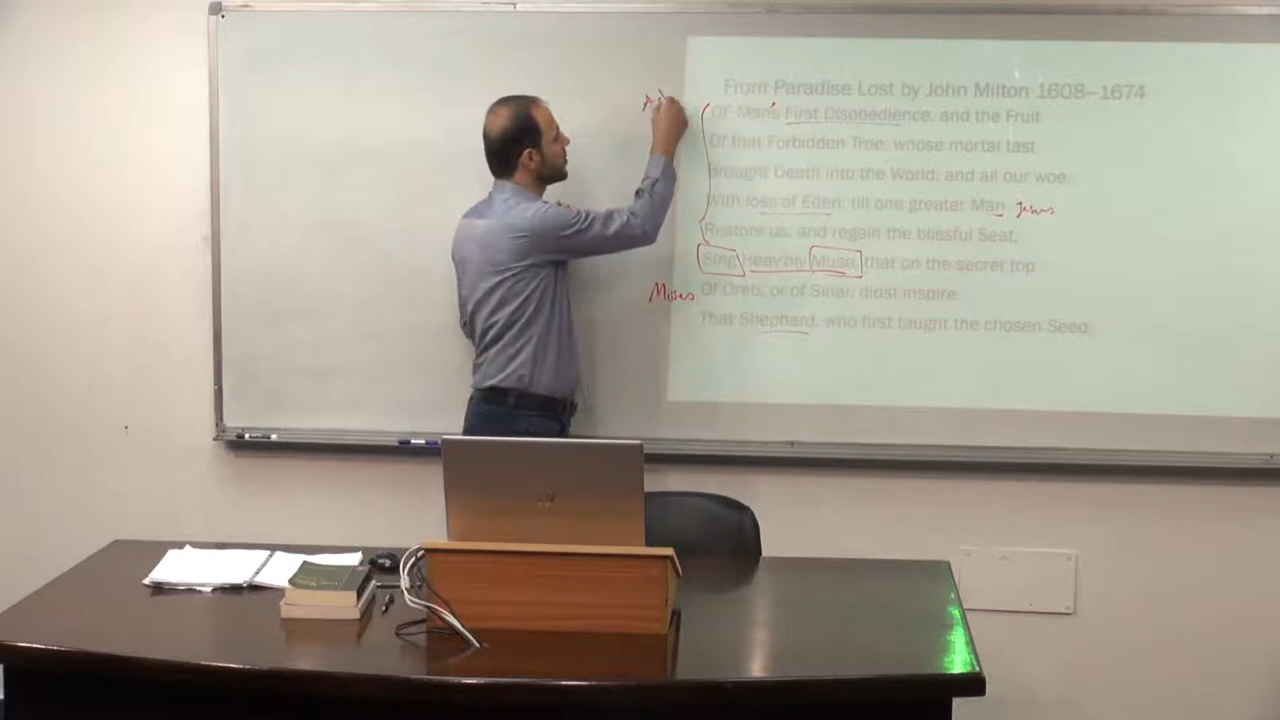 From Paradise Lost by John Milton 1608–1674
OF Man's First Disobedience, and the Fruit
Of that Forbidden Tree, whose mortal tast
Brought Death into the World, and all our woe,
With loss of Eden, till one greater Man Jesus
Restore us, and regain the blissful Seat,
Sing Heav'nly Muse, that on the secret top
Moses Of Oreb, or of Sinai, didst inspire
That Shepherd, who first taught the chosen Seed